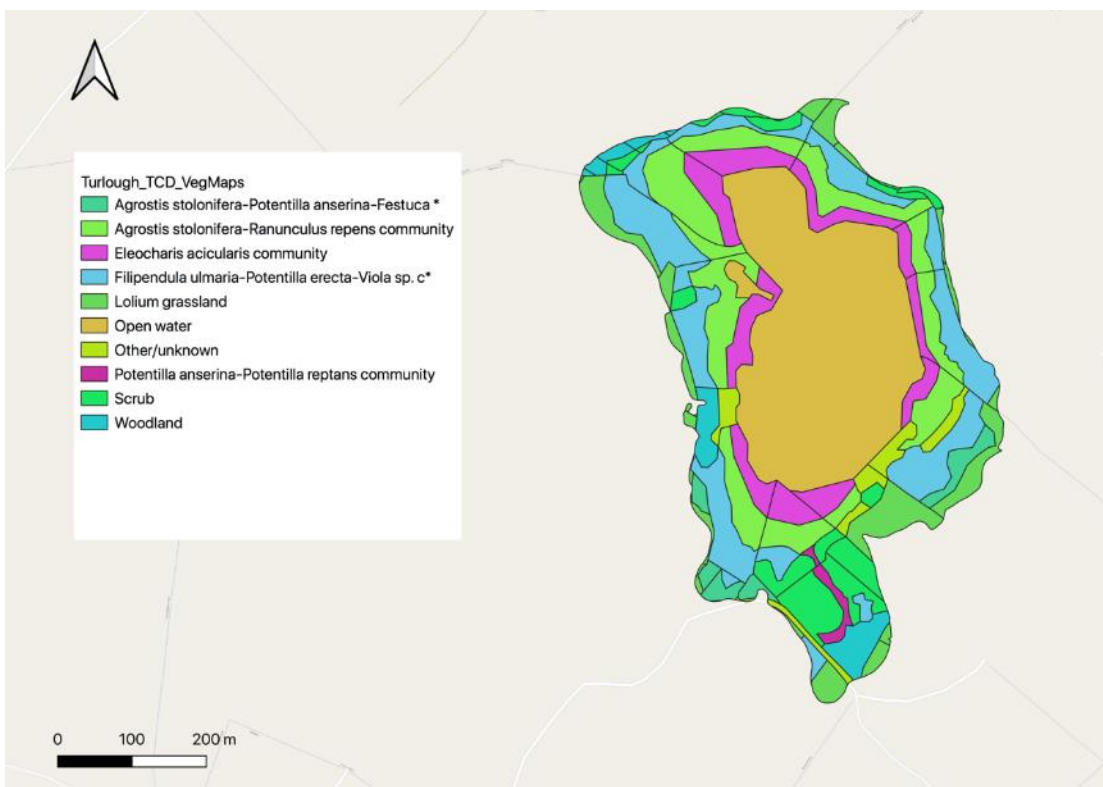 Turlough_TCD_VegMaps
Agrostis stolonifera-Potentilla anserina-Festuca *
Agrostis stolonifera-Ranunculus repens community
Eleocharis acicularis community
Filipendula ulmaria-Potentilla erecta-Viola sp. c*
Lolium grassland
Open water
Other/unknown
Potentilla anserina-Potentilla reptans community
Scrub
Woodland
0 100 200 m